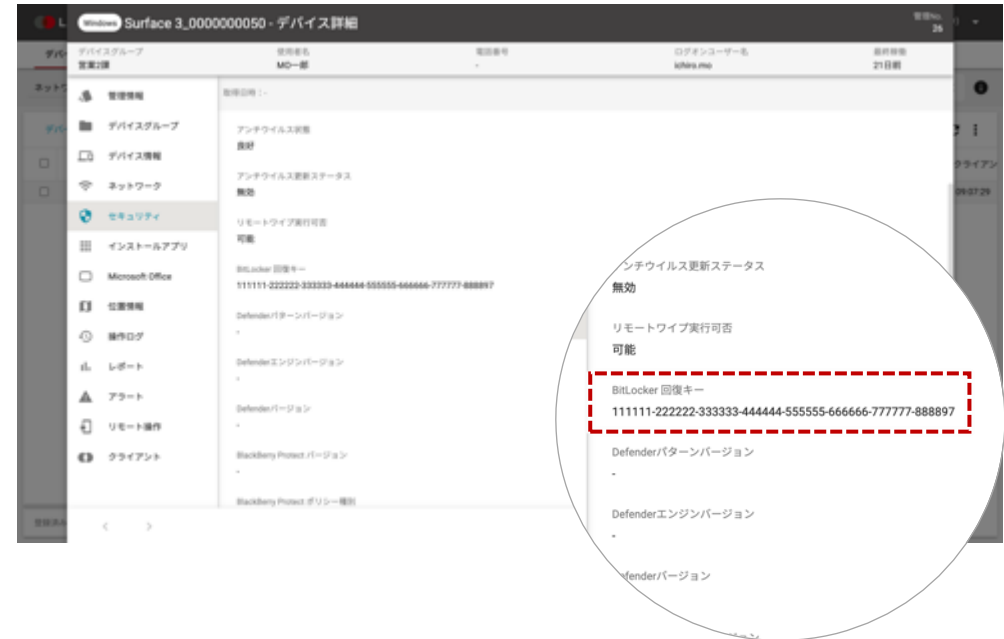 L
Windows Surface 3_0000000050 - デバイス詳細
管理No.
26
デバイスグループ 使用者名 電話番号 ログオンユーザー名 最終稼働
営業2課 MO一郎 - ichiro.mo 21日前
取得日時：-
管理情報
デバイスグループ
デバイス情報
ネットワーク
セキュリティ
インストールアプリ
Microsoft Office
位置情報
操作ログ
レポート
アラート
リモート操作
クライアント
アンチウイルス状態
良好
アンチウイルス更新ステータス
無効
リモートワイプ実行可否
可能
BitLocker 回復キー
111111-222222-333333-444444-555555-666666-777777-888897
Defenderパターンバージョン
-
Defenderエンジンバージョン
-
Defenderバージョン
-
BlackBerry Protect バージョン
-
BlackBerry Protect ポリシー種別
クライアン
09:07:29
ンチウイルス更新ステータス
無効
リモートワイプ実行可否
可能
BitLocker 回復キー
111111-222222-333333-444444-555555-666666-777777-888897
Defenderパターンバージョン
-
Defenderエンジンバージョン
-
efenderバージョン